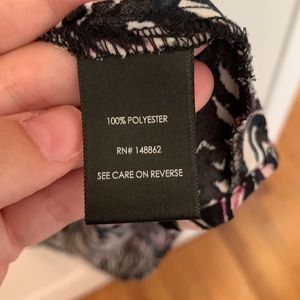 100% POLYESTER
RN# 148862
SEE CARE ON REVERSE